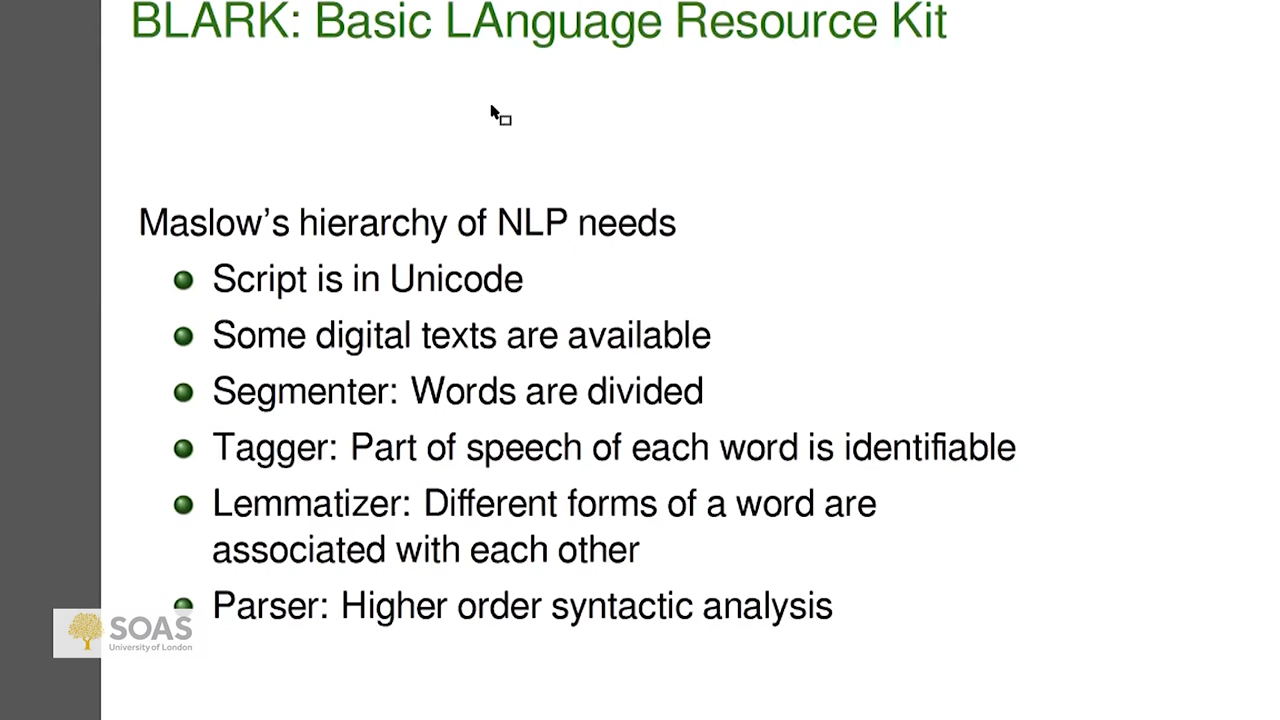 BLARK: Basic LAnguage Resource Kit
Maslow's hierarchy of NLP needs
Script is in Unicode
Some digital texts are available
Segmenter: Words are divided
Tagger: Part of speech of each word is identifiable
Lemmatizer: Different forms of a word are
associated with each other
Parser: Higher order syntactic analysis
SOAS
University of London